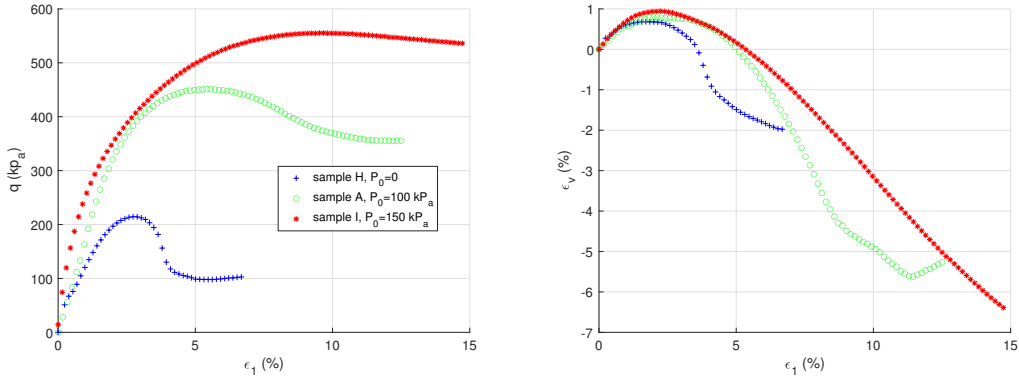 600
500
400
300
200
100
0
q (kp_a)
0 5 10 15
ϵ_1 (%)
sample H, P_0=0
sample A, P_0=100 kP_a
sample I, P_0=150 kP_a
1
0
-1
-2
-3
-4
-5
-6
-7
ϵ_v (%)
0 5 10 15
ϵ_1 (%)